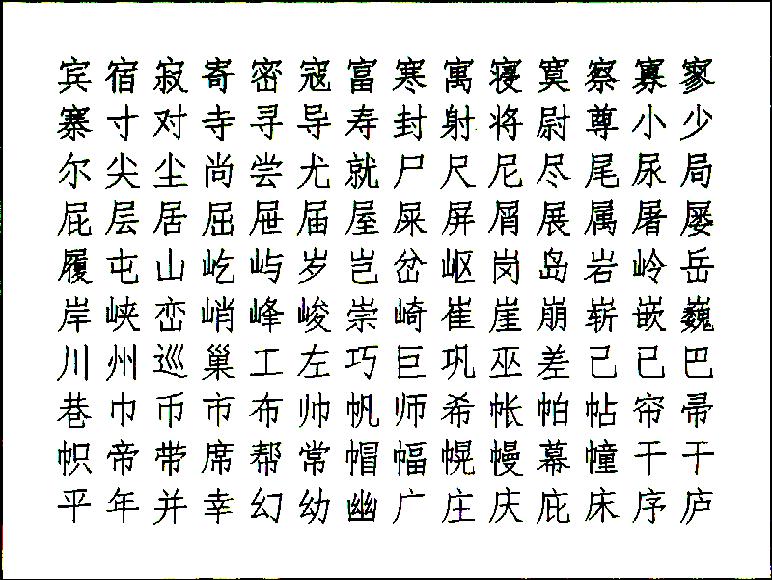 宾宿寂寄密寇富寒寓寝寞察寡寥
寨寸对寺寻导寿封射将尉尊小少
尔尖尘尚尝尤就尸尺尼尽尾尿局
屁层居屈屉届屋屎屏屑展属屠屡
履屯山屹屿岁岂岔岖岗岛岩岭岳
岸峡峦峭峰峻崇崎崔崖崩崭嵌巍
川州巡巢工左巧巨巩巫差己已巴
巷巾币市布帅帆师希帐帕帖帘帚
帜帝带席帮常帽幅幌幔幕幢干干
平年并幸幻幼幽广庄庆庇床序庐